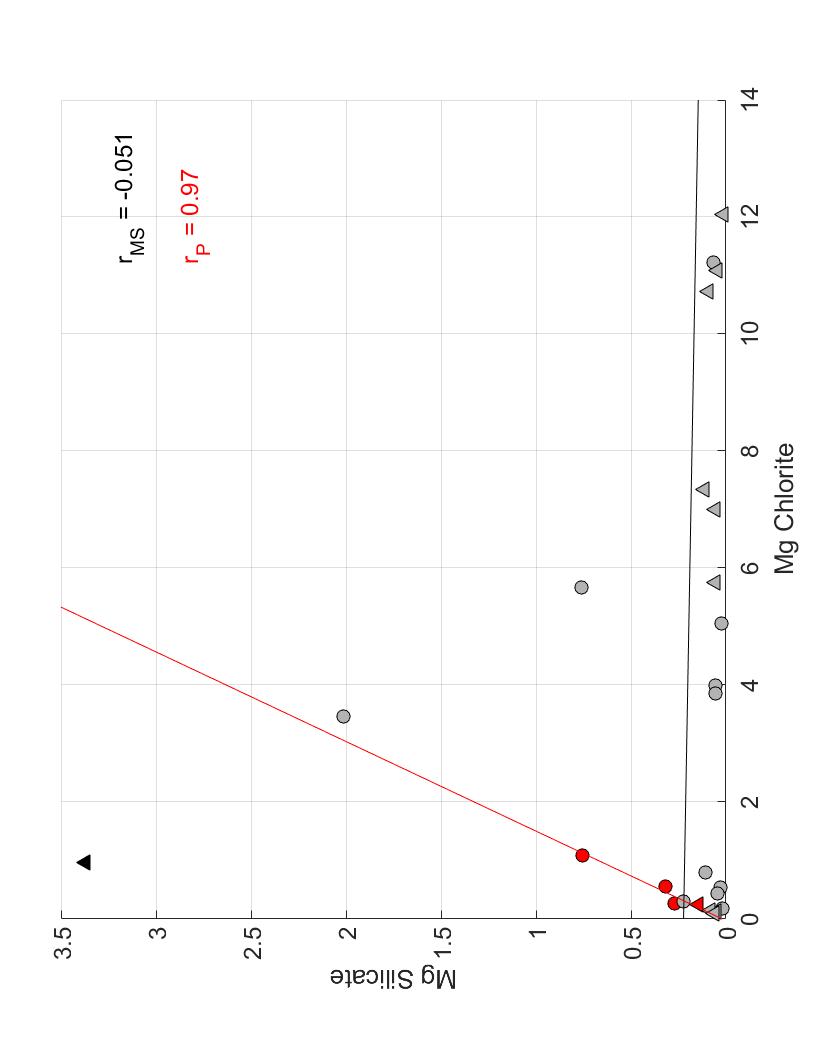 3.5
3
2.5
2
1.5
1
0.5
0
Mg Silicate
r_MS = -0.051
r_P = 0.97
0 2 4 6 8 10 12 14
Mg Chlorite